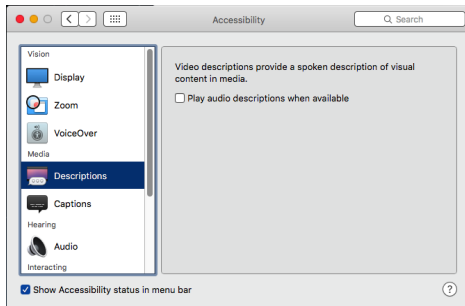 Accessibility
Search
Vision
Display
Zoom
VoiceOver
Media
Descriptions
Captions
Hearing
Audio
Interacting
Video descriptions provide a spoken description of visual
content in media.
Play audio descriptions when available
Show Accessibility status in menu bar
?